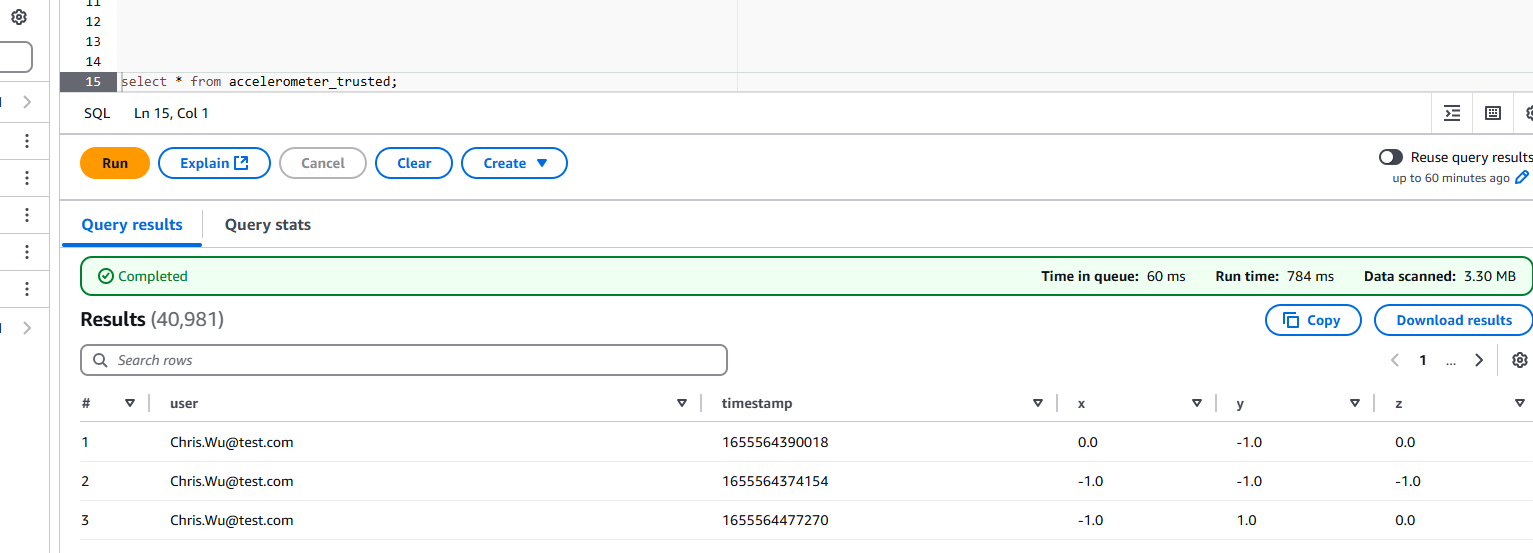 11
12
13
14
15 select * from accelerometer_trusted;
SQL Ln 15, Col 1
Run Explain Cancel Clear Create Reuse query results
up to 60 minutes ago
Query results Query stats
Completed Time in queue: 60 ms Run time: 784 ms Data scanned: 3.30 MB
Results (40,981) Copy Download results
Search rows 1 ...
# user timestamp x y z
1 Chris.Wu@test.com 1655564390018 0.0 -1.0 0.0
2 Chris.Wu@test.com 1655564374154 -1.0 -1.0 -1.0
3 Chris.Wu@test.com 1655564477270 -1.0 1.0 0.0